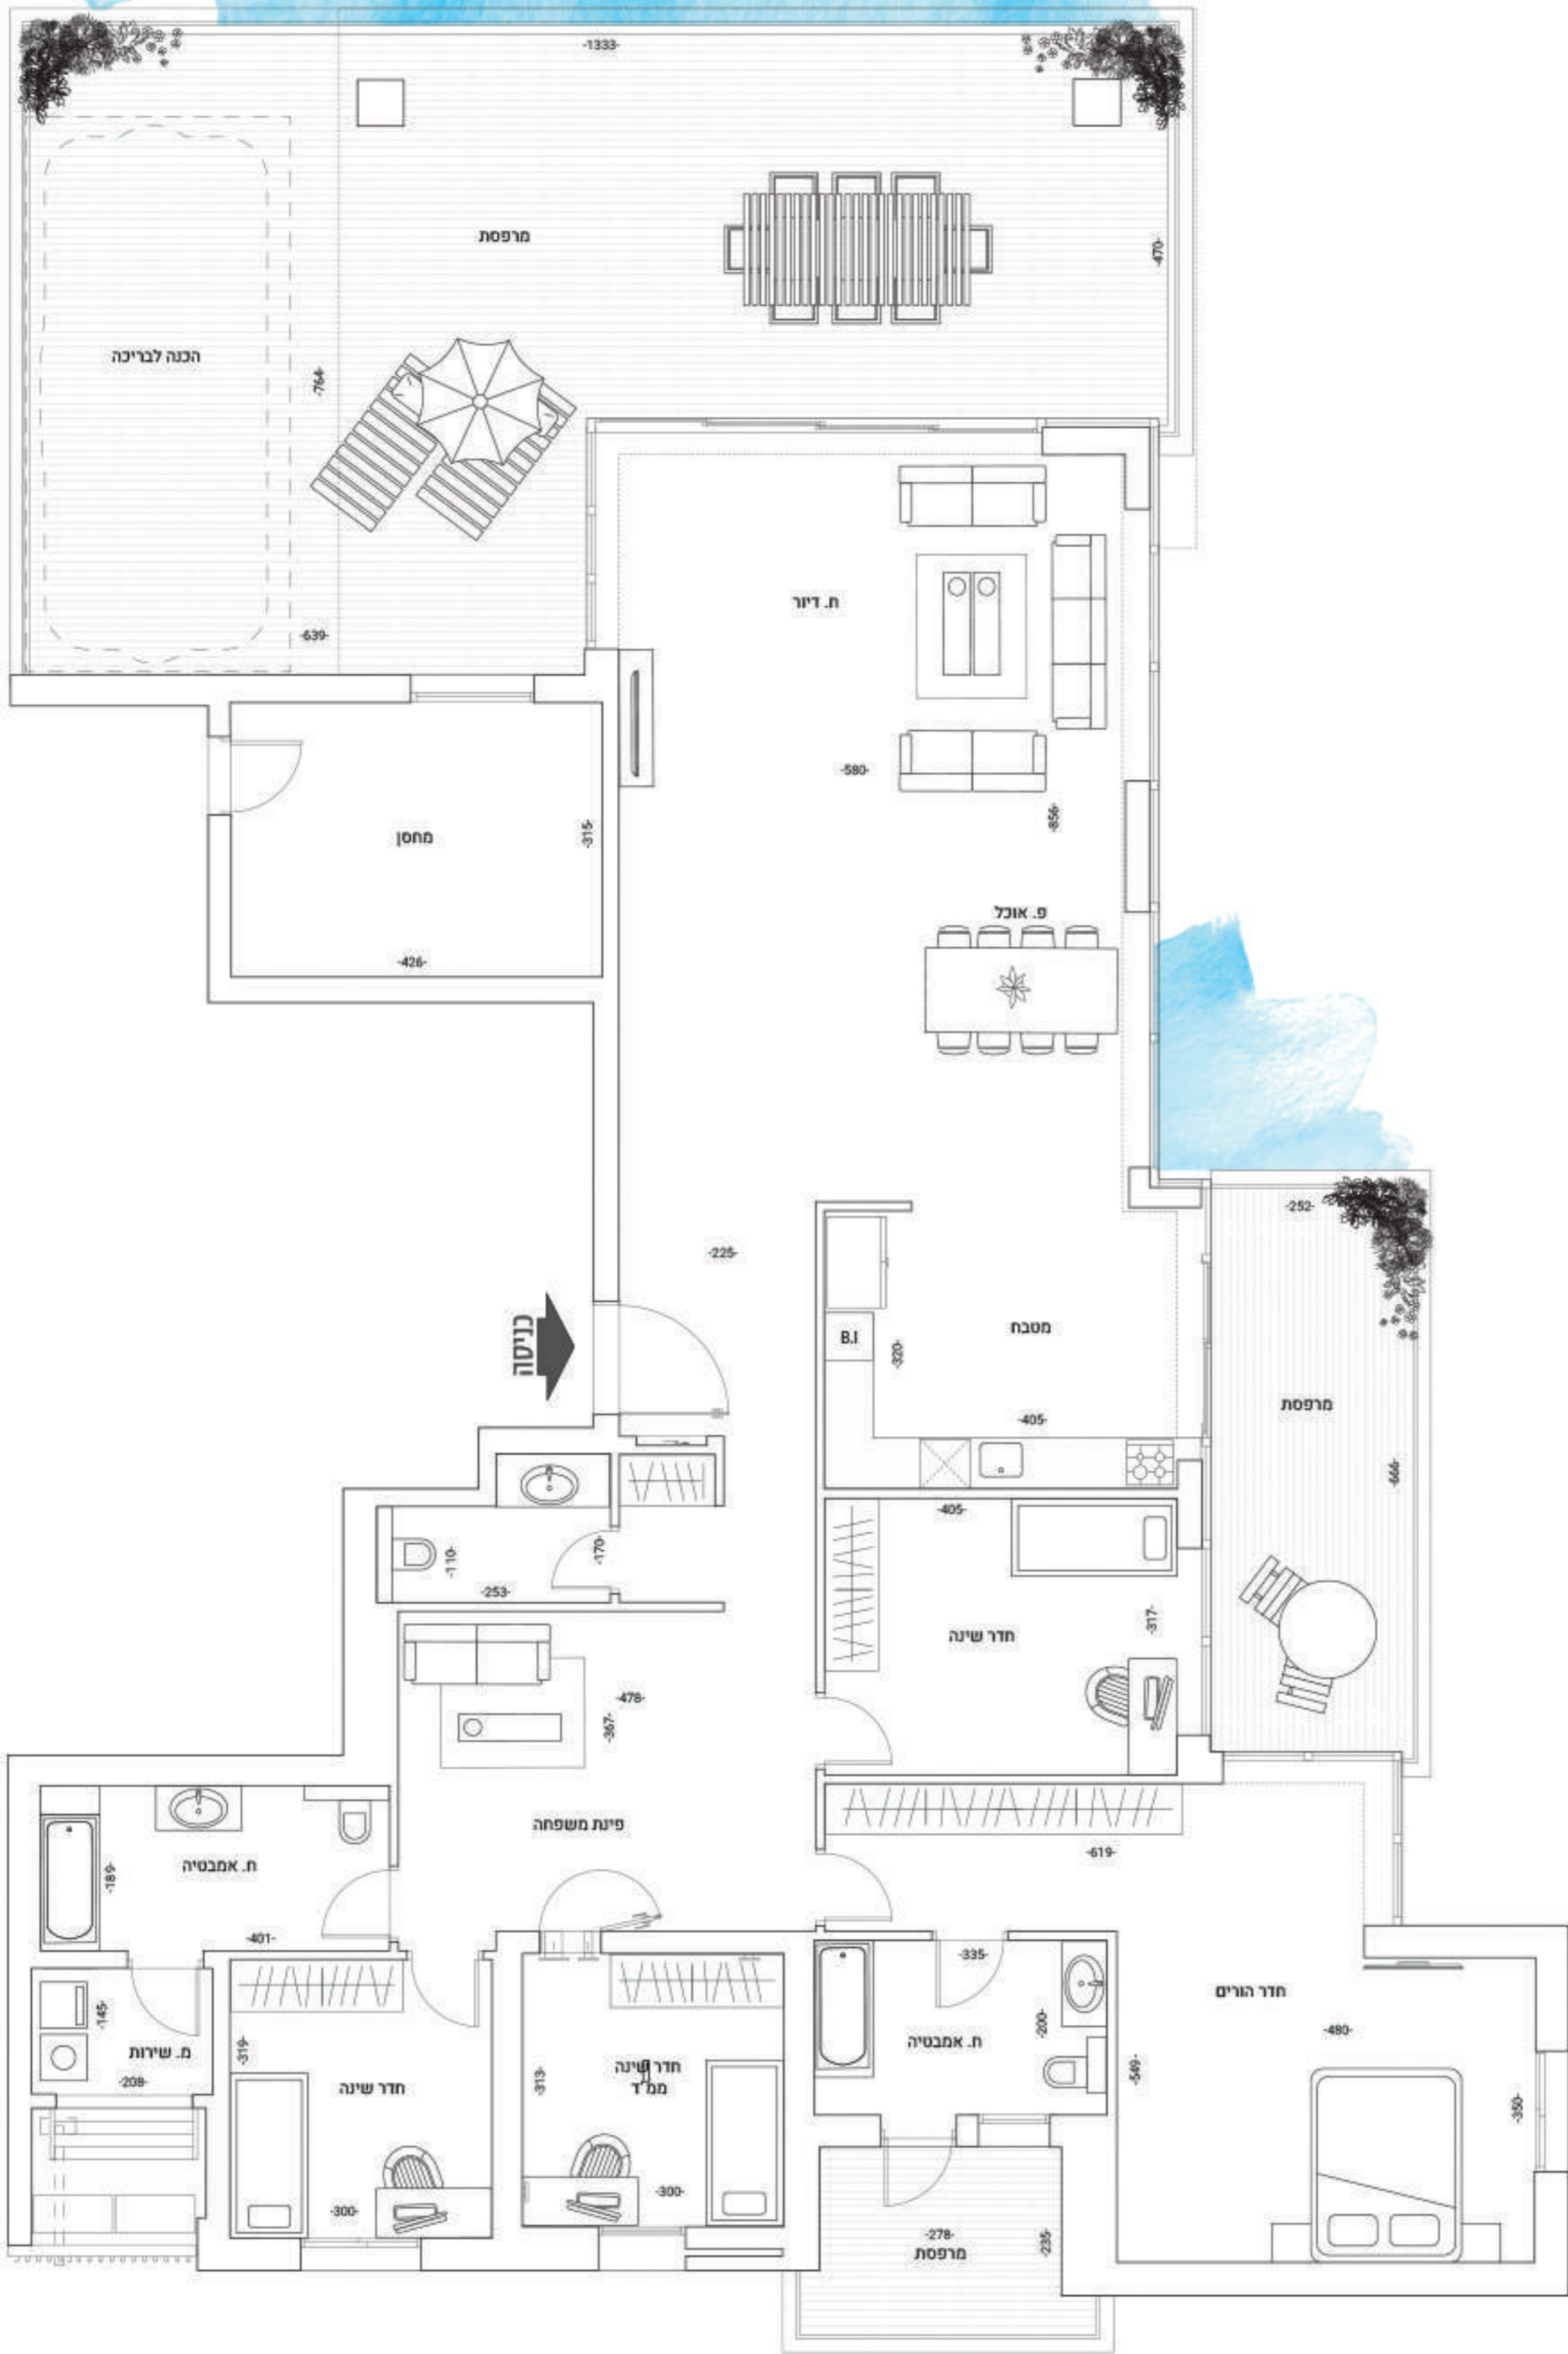 -1333-
מרפסת
-470-
הכנה לבריכה
-764-
-639-
ח. דיור
-580-
-856-
מחסן
-315-
-426-
פ. אוכל
-225-
-252-
כניסה
B.I
-320-
מטבח
-405-
מרפסת
-666-
-110-
-170-
-253-
-405-
-317-
חדר שינה
-478-
-367-
פינת משפחה
-619-
ח. אמבטיה
-189-
-401-
-335-
-200-
ח. אמבטיה
חדר הורים
-480-
-549-
-350-
-145-
מ. שירות
-208-
-319-
חדר שינה
-300-
-313-
חדר שינה
ממ"ד
-300-
-278-
מרפסת
-235-